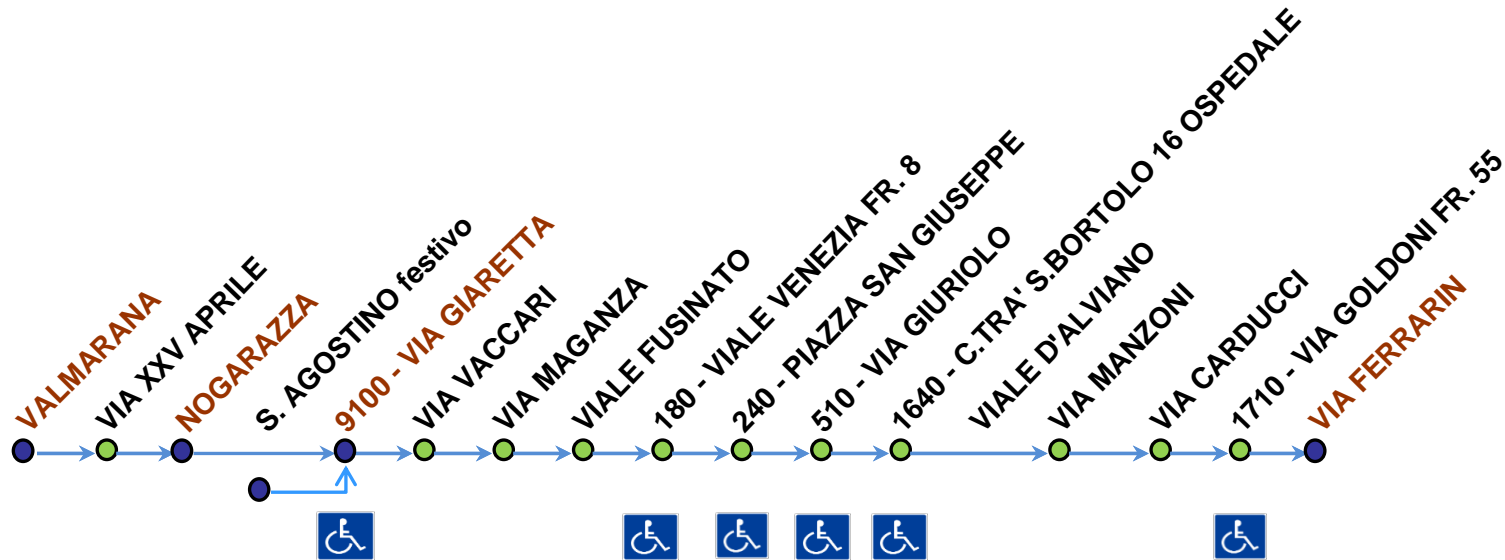 VALMARANA
VIA XXV APRILE
NOGARAZZA
S. AGOSTINO festivo
9100 - VIA GIARETTA
VIA VACCARI
VIA MAGANZA
VIALE FUSINATO
180 - VIALE VENEZIA FR. 8
240 - PIAZZA SAN GIUSEPPE
510 - VIA GIURIOLO
1640 - C.TRA' S.BORTOLO 16 OSPEDALE
VIALE D'ALVIANO
VIA MANZONI
VIA CARDUCCI
1710 - VIA GOLDONI FR. 55
VIA FERRARIN